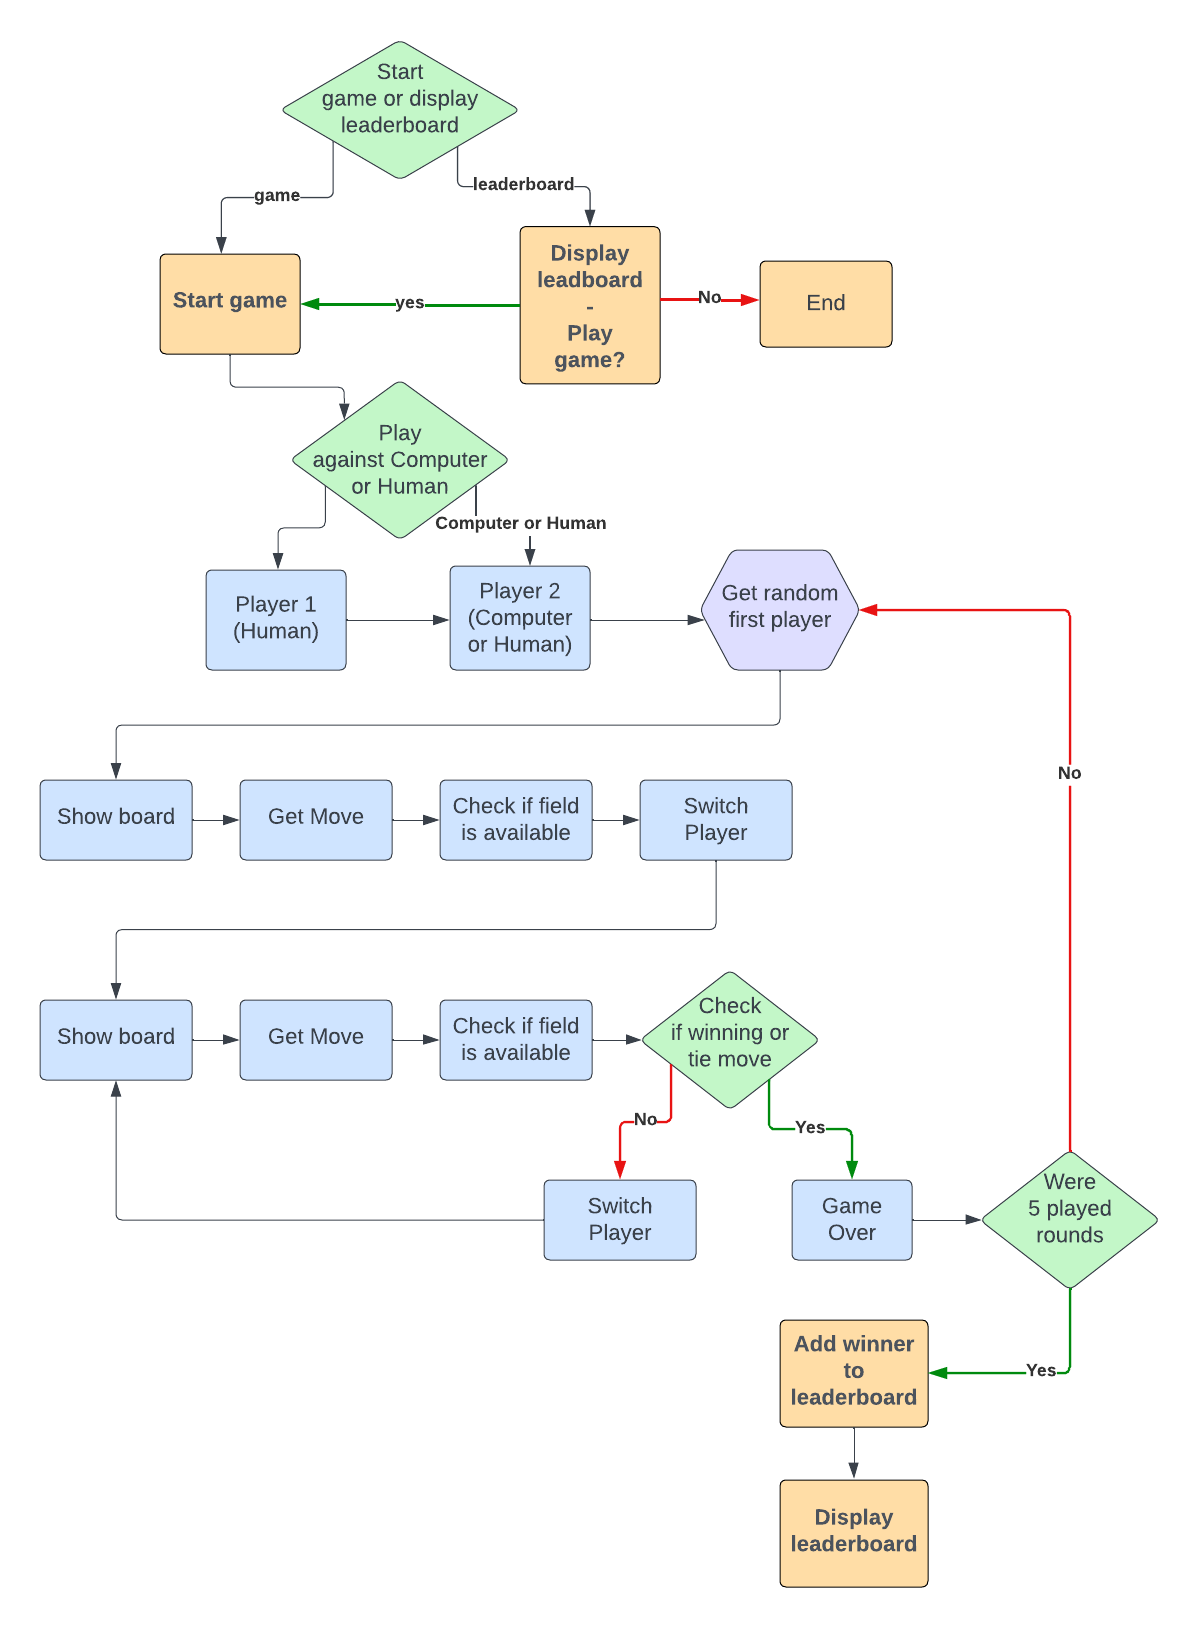 Start
game or display
leaderboard
game
leaderboard
Start game
yes
Display
leadboard
-
Play
game?
No
End
Play
against Computer
or Human
Computer or Human
Player 1
(Human)
Player 2
(Computer
or Human)
Get random
first player
No
Show board
Get Move
Check if field
is available
Switch
Player
Show board
Get Move
Check if field
is available
Check
if winning or
tie move
No
Yes
Switch
Player
Game
Over
Were
5 played
rounds
Yes
Add winner
to
leaderboard
Display
leaderboard